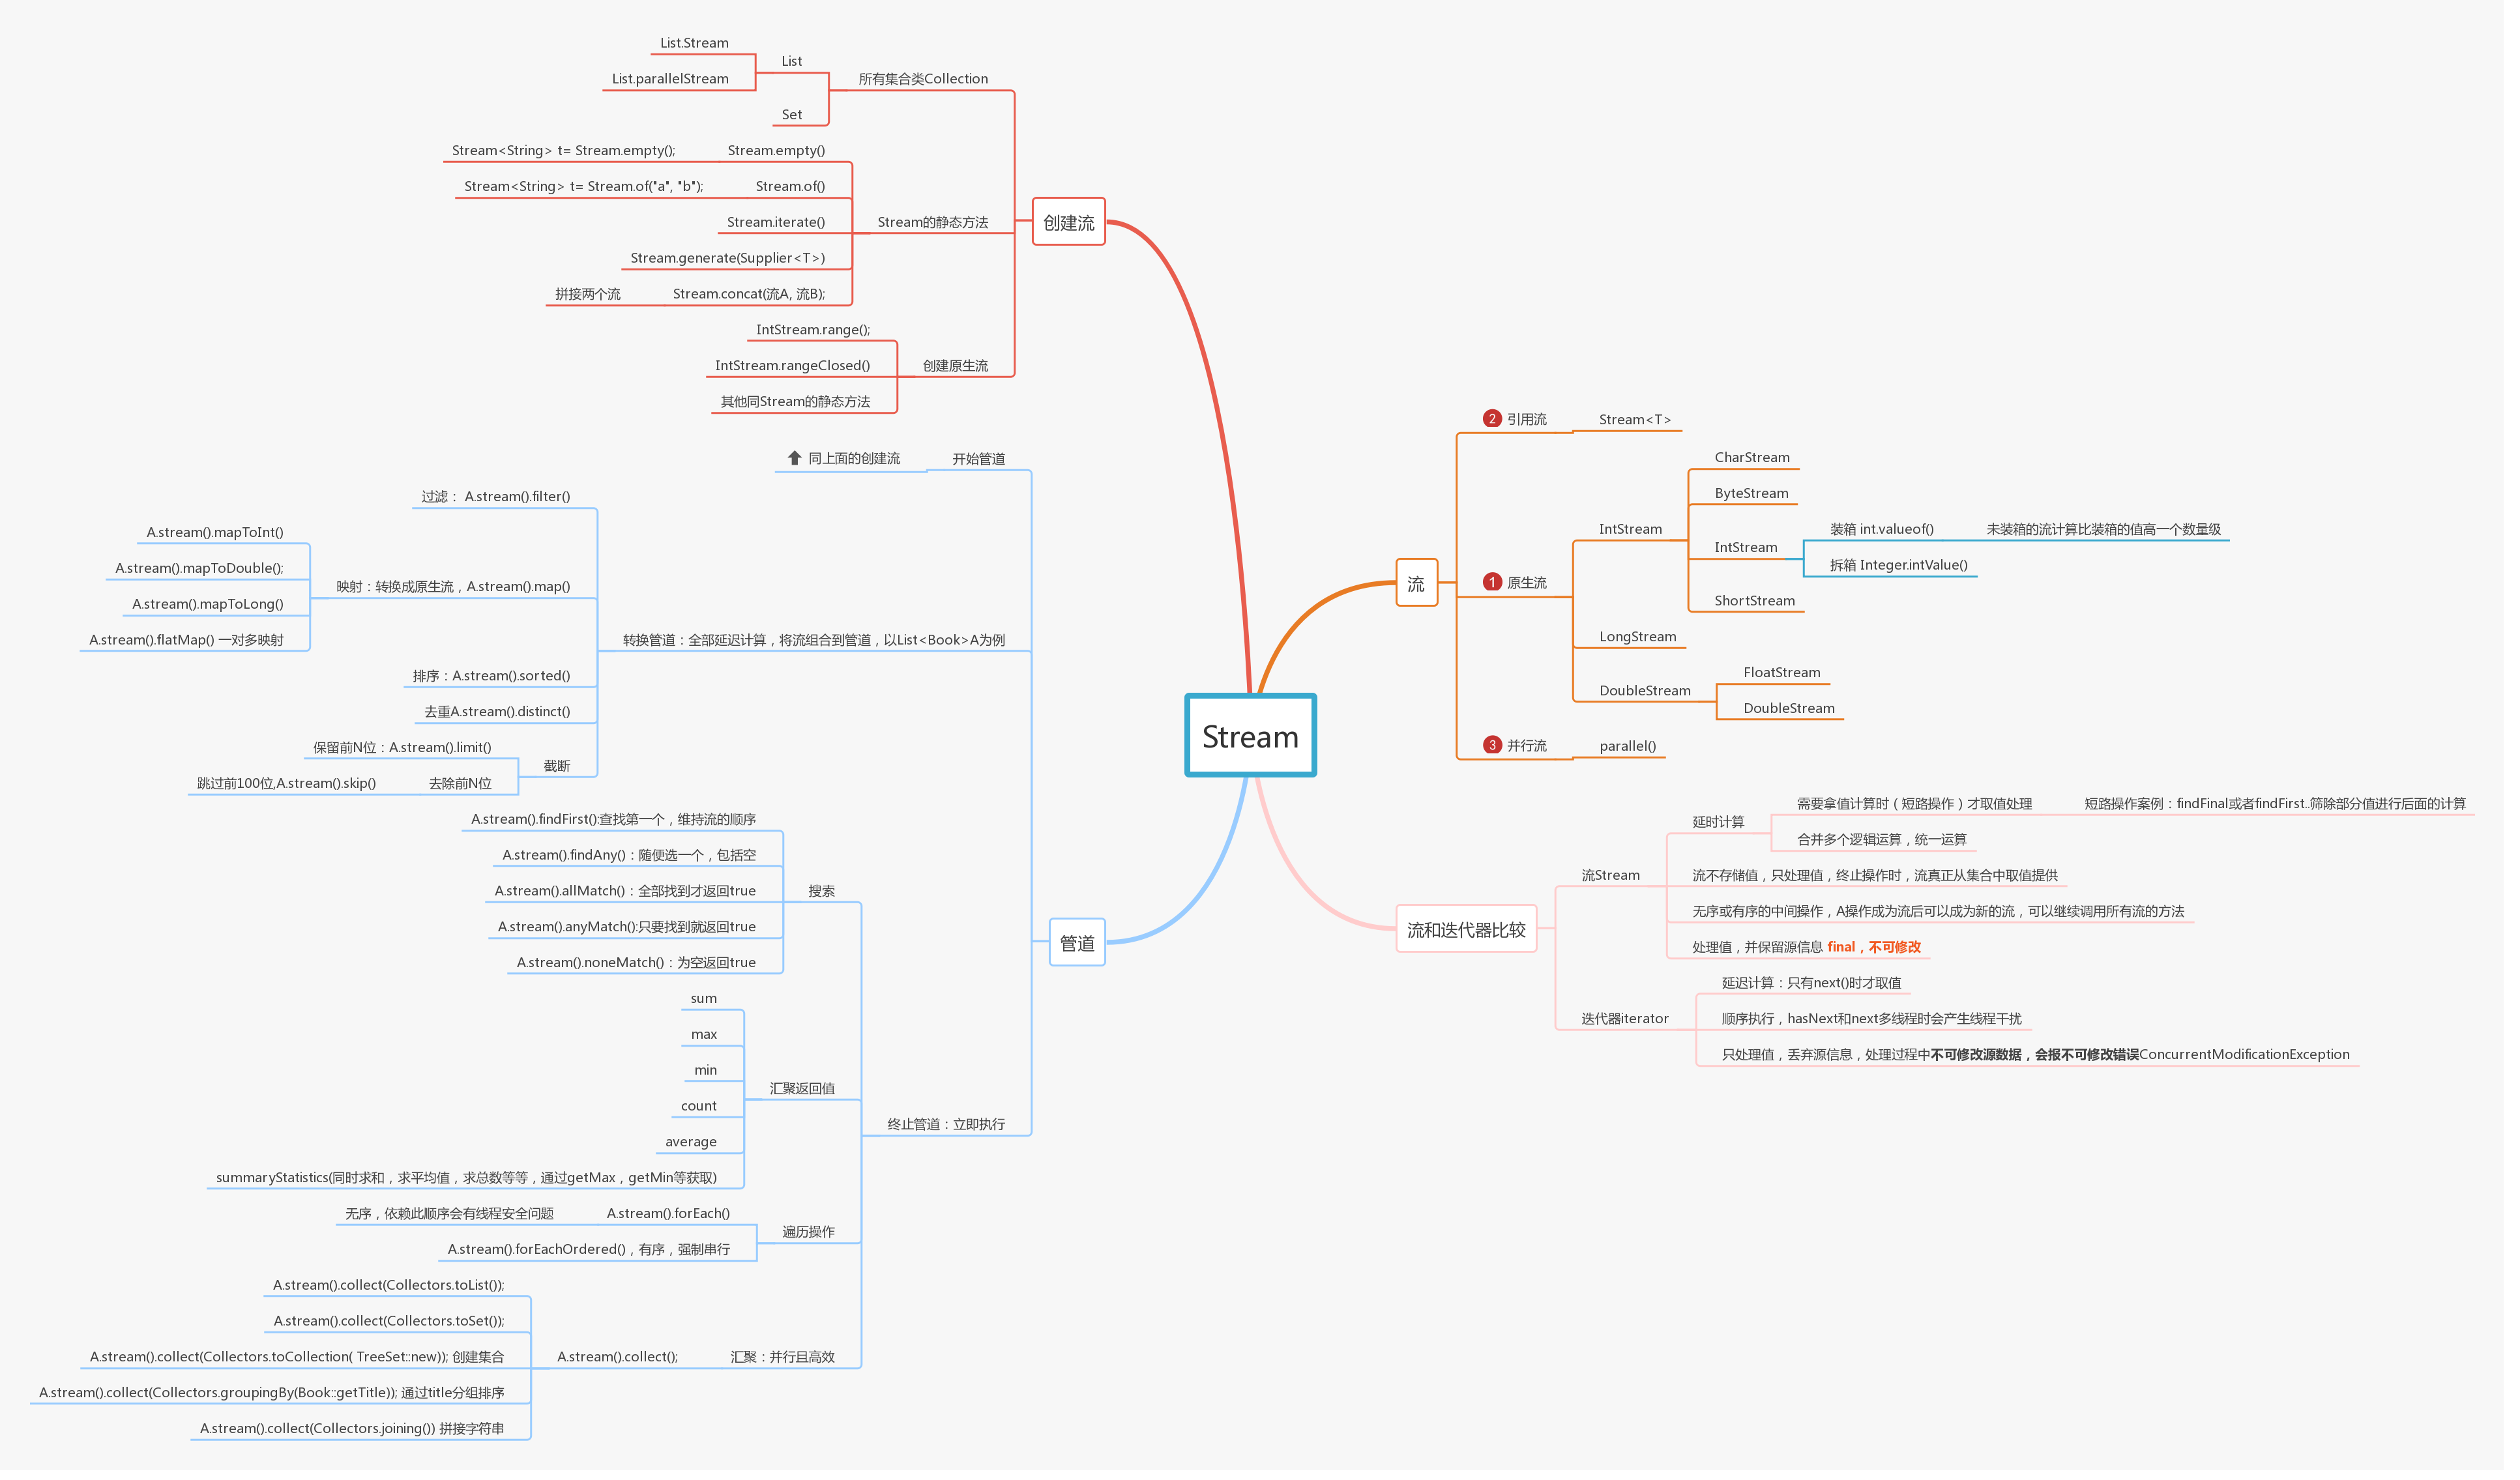 Stream
创建流
所有集合类Collection
List
List.Stream
List.parallelStream
Set
Stream的静态方法
Stream.empty()
Stream<String> t= Stream.empty();
Stream.of()
Stream<String> t= Stream.of("a", "b");
Stream.iterate()
Stream.generate(Supplier<T>)
Stream.concat(流A, 流B);
拼接两个流
创建原生流
IntStream.range();
IntStream.rangeClosed()
其他同Stream的静态方法
流
2 引用流
Stream<T>
1 原生流
IntStream
CharStream
ByteStream
IntStream
装箱 int.valueof()
未装箱的流计算比装箱的值高一个数量级
拆箱 Integer.intValue()
ShortStream
LongStream
DoubleStream
FloatStream
DoubleStream
3 并行流
parallel()
管道
开始管道
同上面的创建流
转换管道：全部延迟计算，将流组合到管道，以List<Book>A为例
过滤： A.stream().filter()
映射：转换成原生流，A.stream().map()
A.stream().mapToInt()
A.stream().mapToDouble();
A.stream().mapToLong()
A.stream().flatMap() 一对多映射
排序：A.stream().sorted()
去重A.stream().distinct()
截断
保留前N位：A.stream().limit()
去除前N位
跳过前100位,A.stream().skip()
终止管道：立即执行
搜索
A.stream().findFirst():查找第一个，维持流的顺序
A.stream().findAny()：随便选一个，包括空
A.stream().allMatch()：全部找到才返回true
A.stream().anyMatch():只要找到就返回true
A.stream().noneMatch()：为空返回true
汇聚返回值
sum
max
min
count
average
summaryStatistics(同时求和，求平均值，求总数等等，通过getMax，getMin等获取)
遍历操作
A.stream().forEach()
无序，依赖此顺序会有线程安全问题
A.stream().forEachOrdered()，有序，强制串行
汇聚：并行且高效
A.stream().collect();
A.stream().collect(Collectors.toList());
A.stream().collect(Collectors.toSet());
A.stream().collect(Collectors.toCollection( TreeSet::new)); 创建集合
A.stream().collect(Collectors.groupingBy(Book::getTitle)); 通过title分组排序
A.stream().collect(Collectors.joining()) 拼接字符串
流和迭代器比较
流Stream
延时计算
需要拿值计算时（短路操作）才取值处理
短路操作案例：findFinal或者findFirst..筛除部分值进行后面的计算
合并多个逻辑运算，统一运算
流不存储值，只处理值，终止操作时，流真正从集合中取值提供
无序或有序的中间操作，A操作成为流后可以成为新的流，可以继续调用所有流的方法
处理值，并保留源信息 final，不可修改
迭代器iterator
延迟计算：只有next()时才取值
顺序执行，hasNext和next多线程时会产生线程干扰
只处理值，丢弃源信息，处理过程中不可修改源数据，会报不可修改错误ConcurrentModificationException